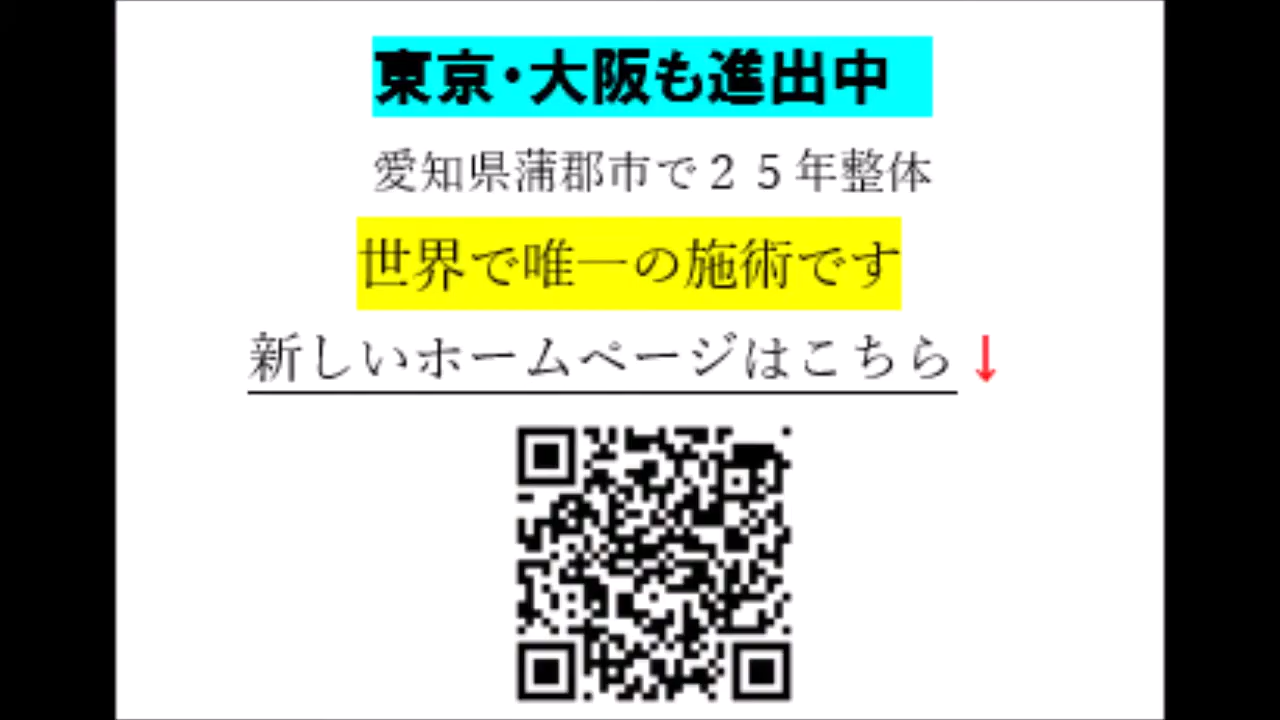 東京・大阪も進出中
愛知県蒲郡市で２５年整体
世界で唯一の施術です
新しいホームページはこちら↓